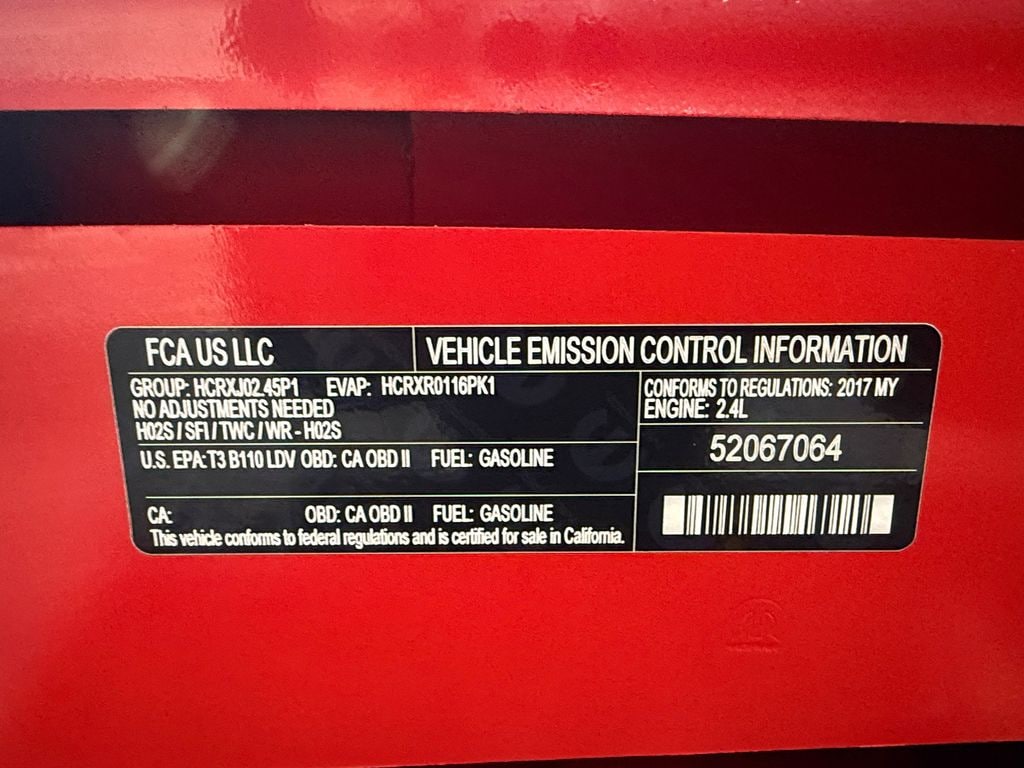 FCA US LLC
VEHICLE EMISSION CONTROL INFORMATION
GROUP: HCRXJ02.45P1 EVAP: HCRXR0116PK1
NO ADJUSTMENTS NEEDED
H02S / SFI / TWC / WR - H02S
U.S. EPA: T3 B110 LDV OBD: CA OBD II FUEL: GASOLINE
CA: OBD: CA OBD II FUEL: GASOLINE
This vehicle conforms to federal regulations and is certified for sale in California.
CONFORMS TO REGULATIONS: 2017 MY
ENGINE: 2.4L
52067064